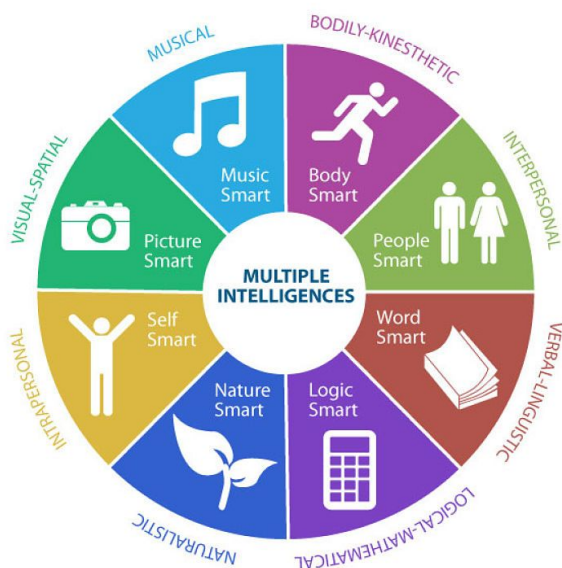 MUSICAL
BODILY-KINESTHETIC
VISUAL-SPATIAL
INTERPERSONAL
Music
Smart
Body
Smart
Picture
Smart
People
Smart
MULTIPLE
INTELLIGENCES
Self
Smart
Word
Smart
Nature
Smart
Logic
Smart
INTRAPERSONAL
VERBAL-LINGUISTIC
NATURALISTIC
LOGICAL-MATHEMATICAL